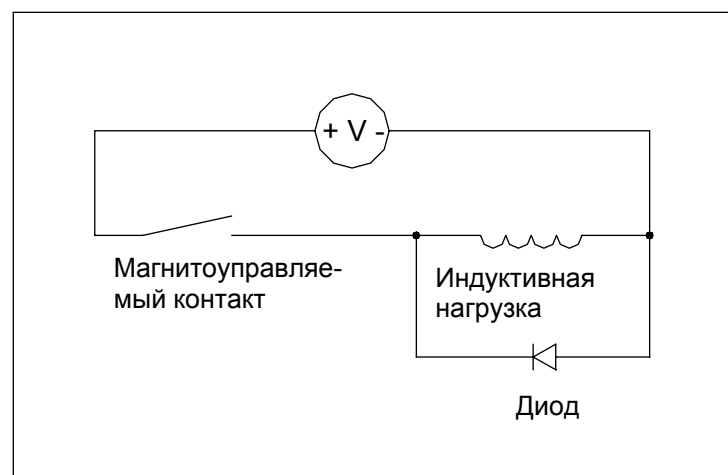 + V -
Магнитоуправляе-
мый контакт
Индуктивная
нагрузка
Диод